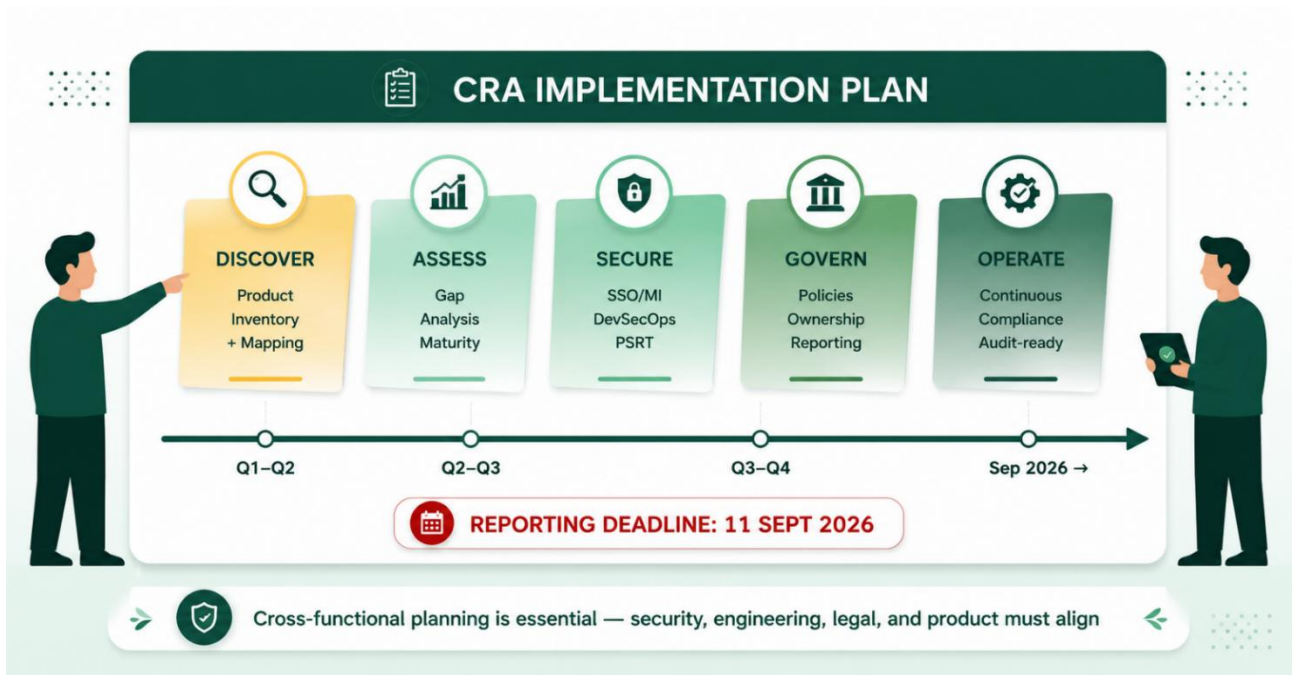 CRA IMPLEMENTATION PLAN
DISCOVER
Product
Inventory
+ Mapping
ASSESS
Gap
Analysis
Maturity
SECURE
SSO/MI
DevSecOps
PSRT
GOVERN
Policies
Ownership
Reporting
OPERATE
Continuous
Compliance
Audit-ready
Q1–Q2
Q2–Q3
Q3–Q4
Sep 2026 →
REPORTING DEADLINE: 11 SEPT 2026
Cross-functional planning is essential — security, engineering, legal, and product must align